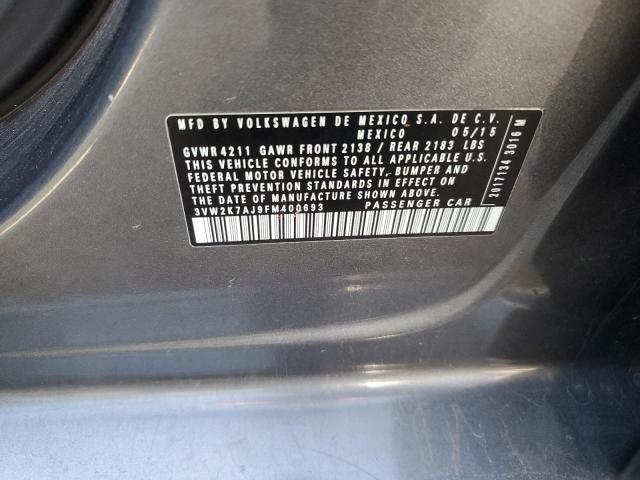 MFD BY VOLKSWAGEN DE MEXICO S.A. DE C.V.
MEXICO 05/15
GVWR 4211 GAWR FRONT 2138 / REAR 2183 LBS
THIS VEHICLE CONFORMS TO ALL APPLICABLE U.S.
FEDERAL MOTOR VEHICLE SAFETY, BUMPER AND
THEFT PREVENTION STANDARDS IN EFFECT ON
THE DATE OF MANUFACTURE SHOWN ABOVE.
3VW2K7AJ9FM400693 PASSENGER CAR
2017134 3016 M